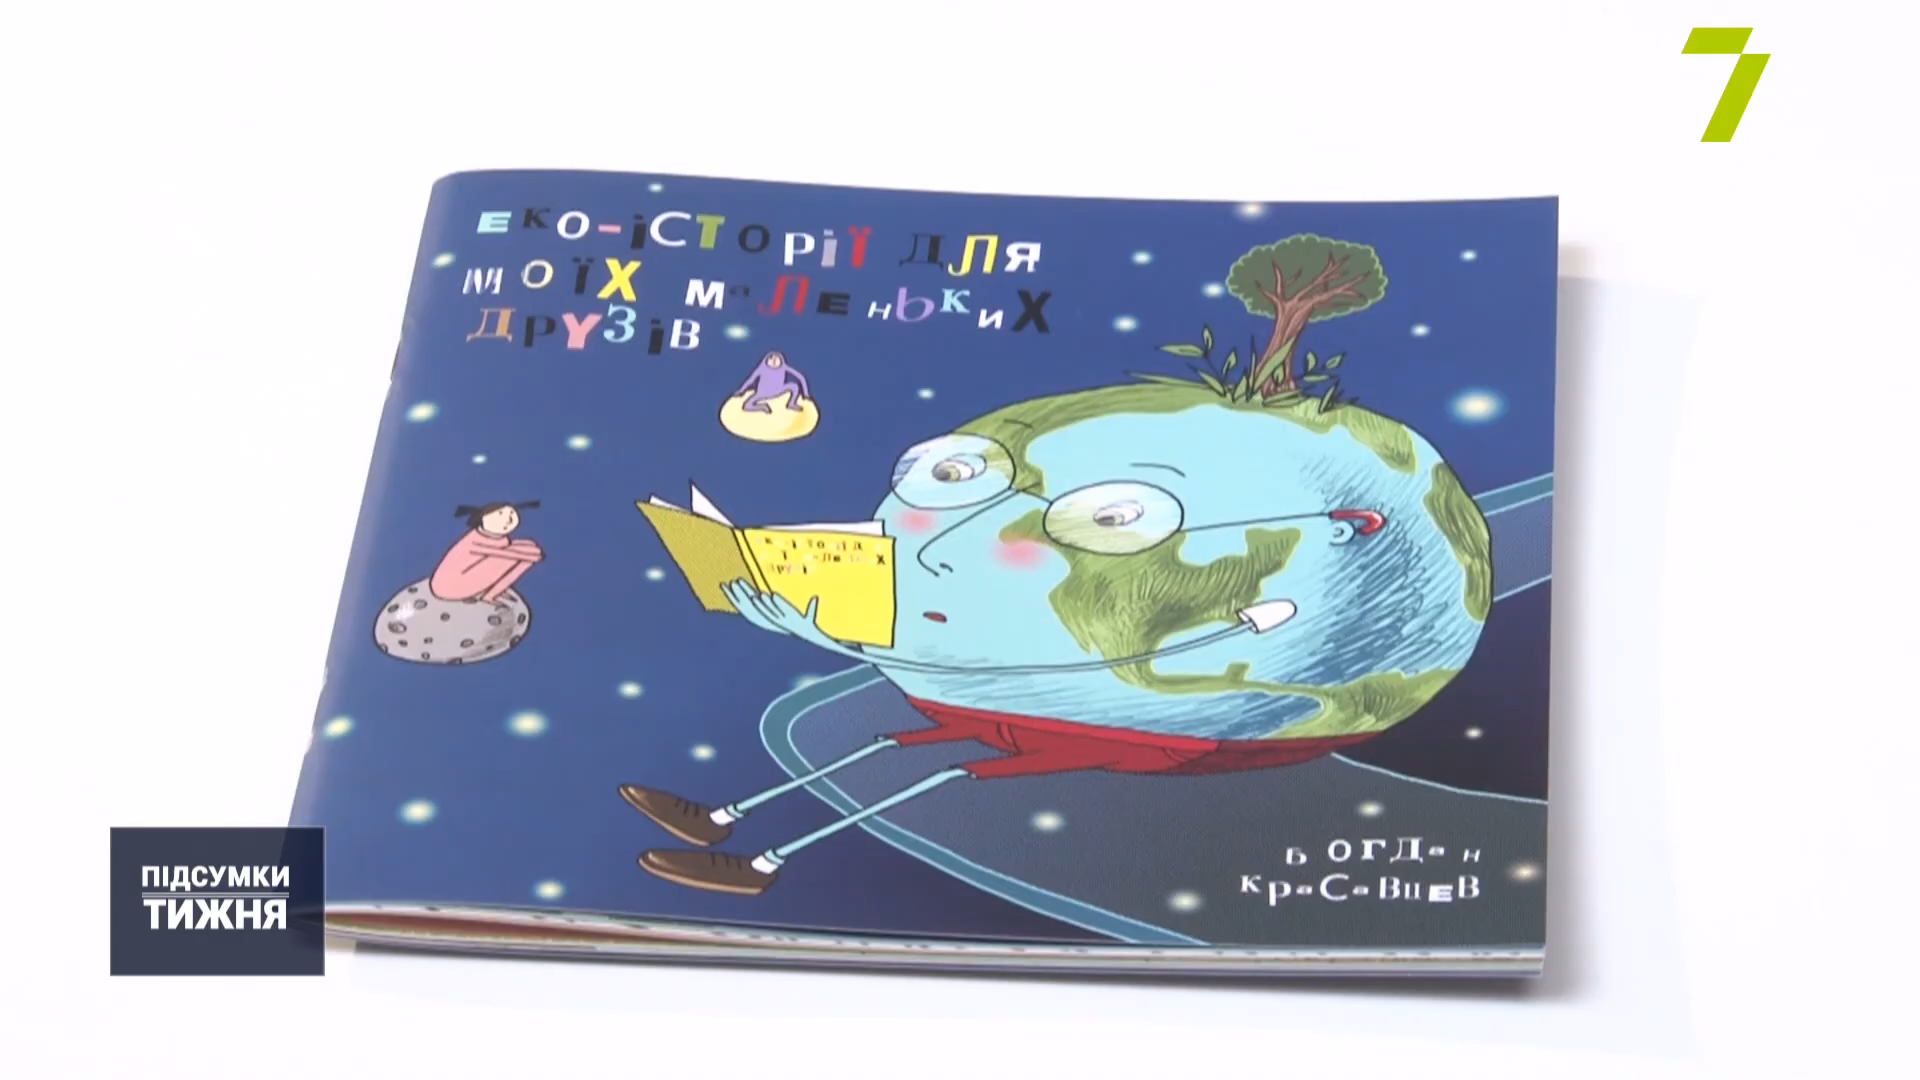 7
ЕКО-ІСТОРІЇ ДЛЯ
МОЇХ МаЛЕНЬКИХ
ДРУЗІВ
БОГДаН
КРаСаВЦЕВ
ПІДСУМКИ
ТИЖНЯ